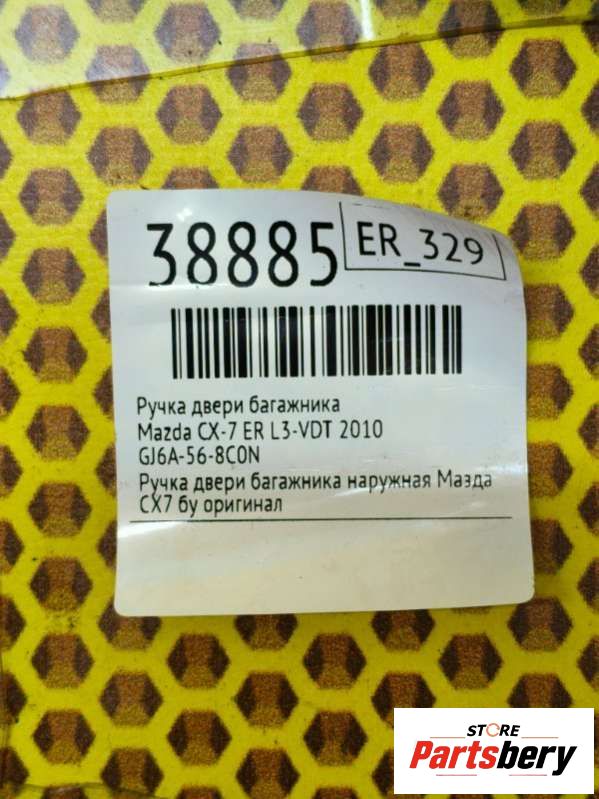 38885
ER_329
Ручка двери багажника
Mazda CX-7 ER L3-VDT 2010
GJ6A-56-8C0N
Ручка двери багажника наружная Мазда
СХ7 бу оригинал
STORE
Partsbery